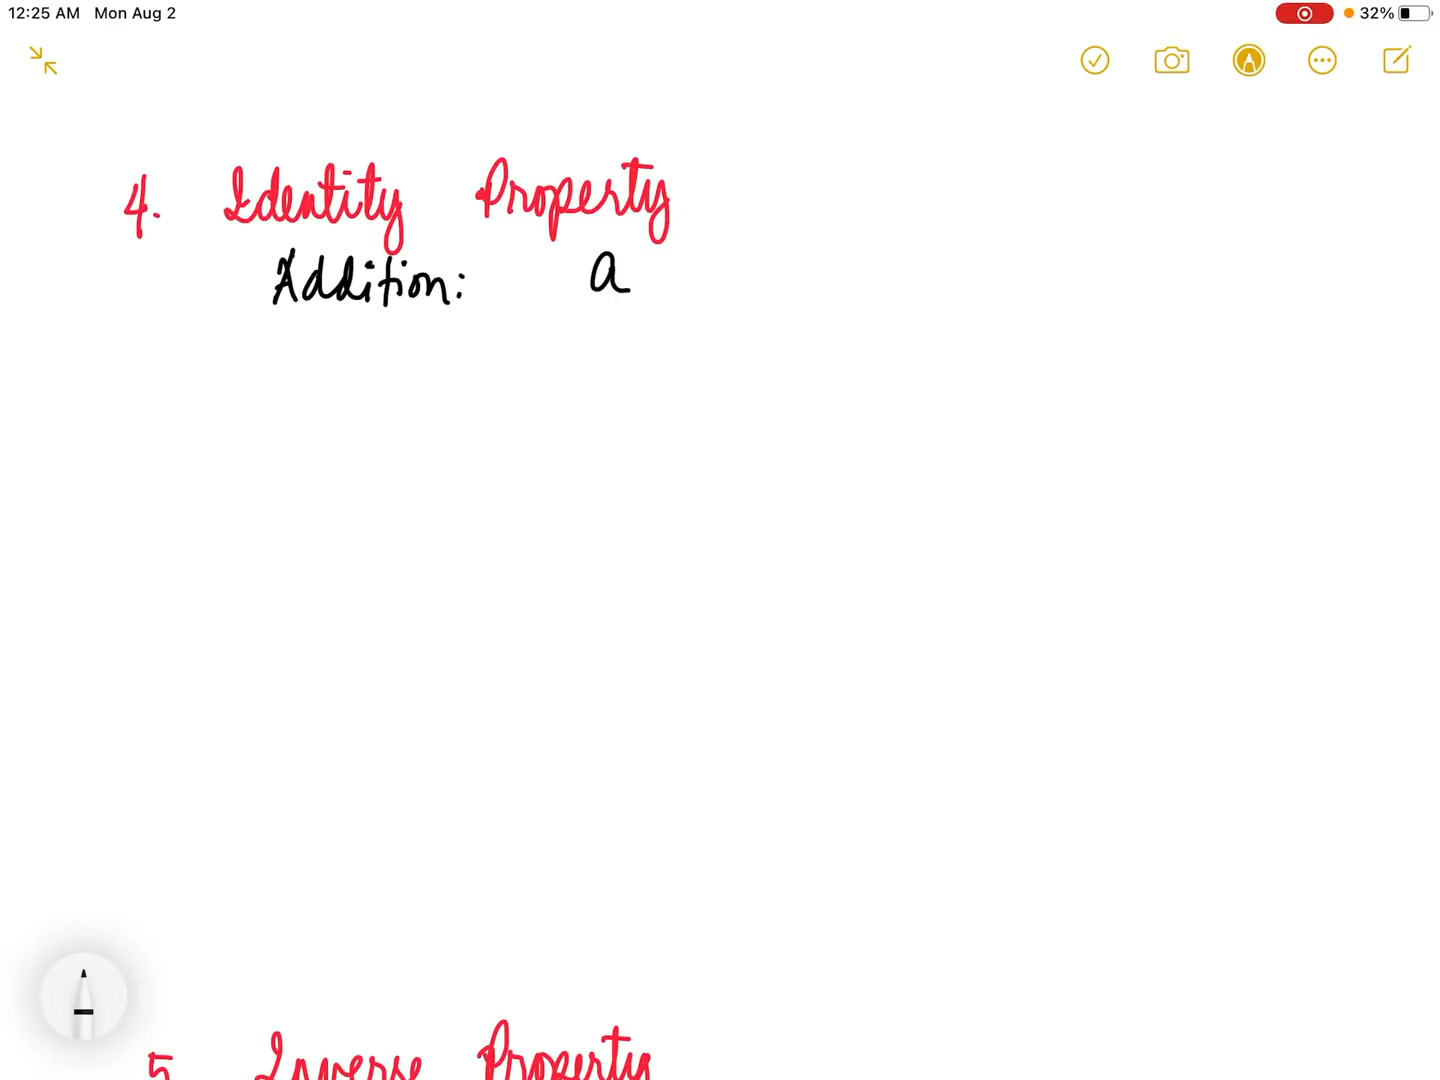 12:25 AM Mon Aug 2 32%
4. Identity Property
Addition: a
5 Inverse Property